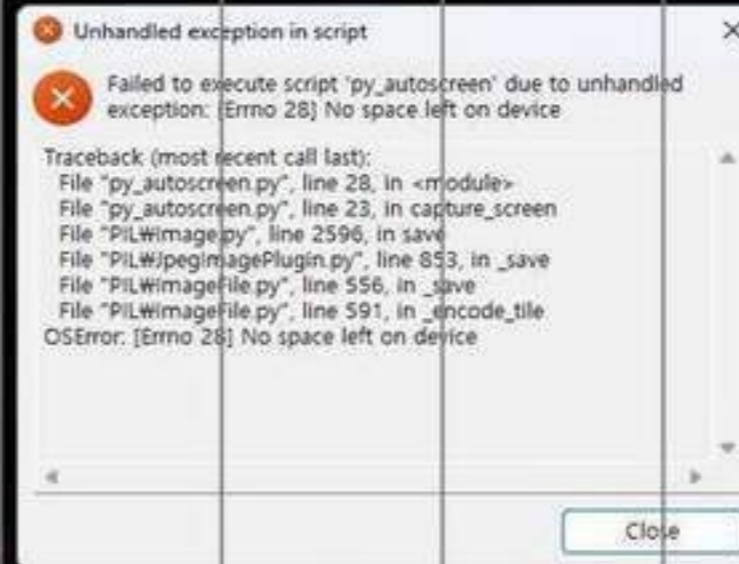 Unhandled exception in script
Failed to execute script 'py_autoscreen' due to unhandled
exception: [Errno 28] No space left on device
Traceback (most recent call last):
File "py_autoscreen.py", line 28, in <module>
File "py_autoscreen.py", line 23, in capture_screen
File "PIL₩Image.py", line 2596, in save
File "PIL₩JpegImagePlugin.py", line 853, in _save
File "PIL₩ImageFile.py", line 556, in _save
File "PIL₩ImageFile.py", line 591, in _encode_tile
OSError: [Errno 28] No space left on device
Close